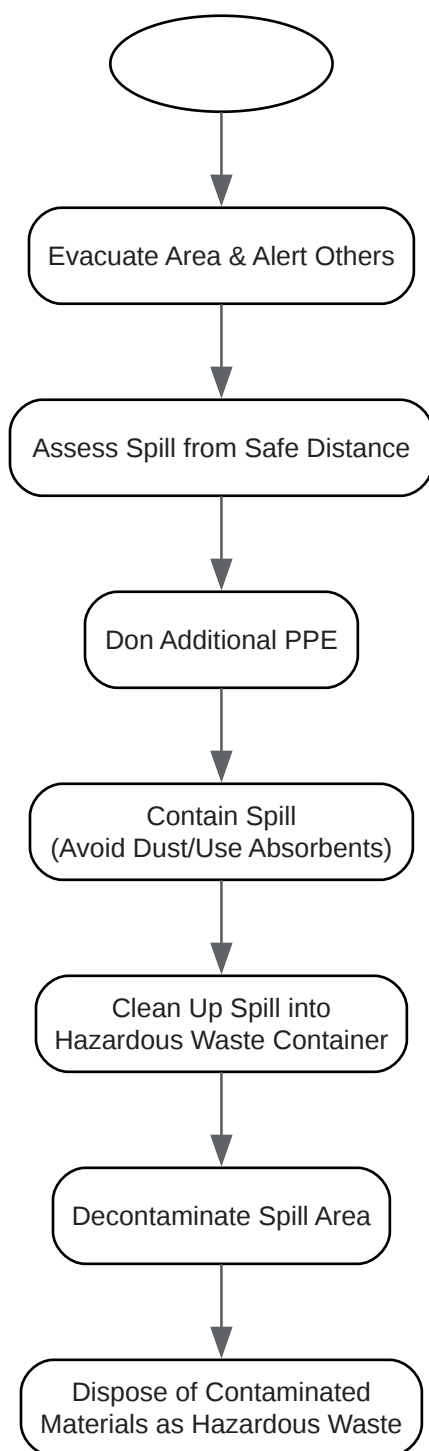 Evacuate Area & Alert Others
Assess Spill from Safe Distance
Don Additional PPE
Contain Spill
(Avoid Dust/Use Absorbents)
Clean Up Spill into
Hazardous Waste Container
Decontaminate Spill Area
Dispose of Contaminated
Materials as Hazardous Waste